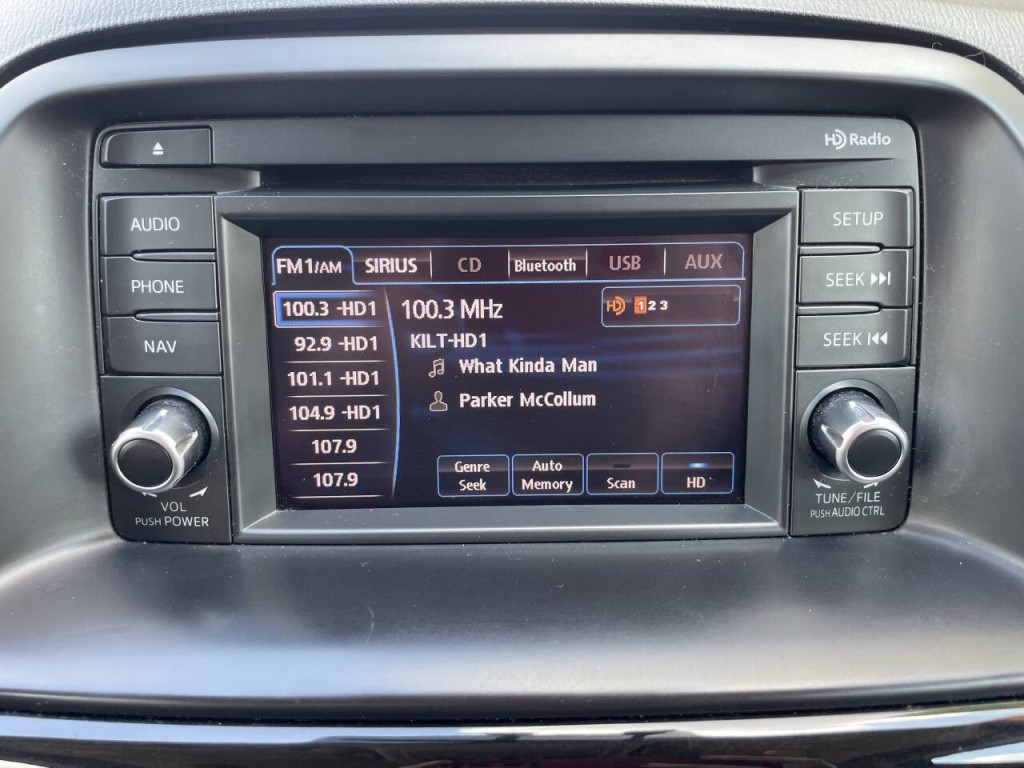 HD Radio
AUDIO
PHONE
NAV
VOL
PUSH POWER
FM1/AM SIRIUS CD Bluetooth USB AUX
100.3 -HD1
92.9 -HD1
101.1 -HD1
104.9 -HD1
107.9
107.9
100.3 MHz
HD 1 2 3
KILT-HD1
What Kinda Man
Parker McCollum
Genre Seek
Auto Memory
Scan
HD
SETUP
SEEK
SEEK
TUNE/FILE
PUSH AUDIO CTRL